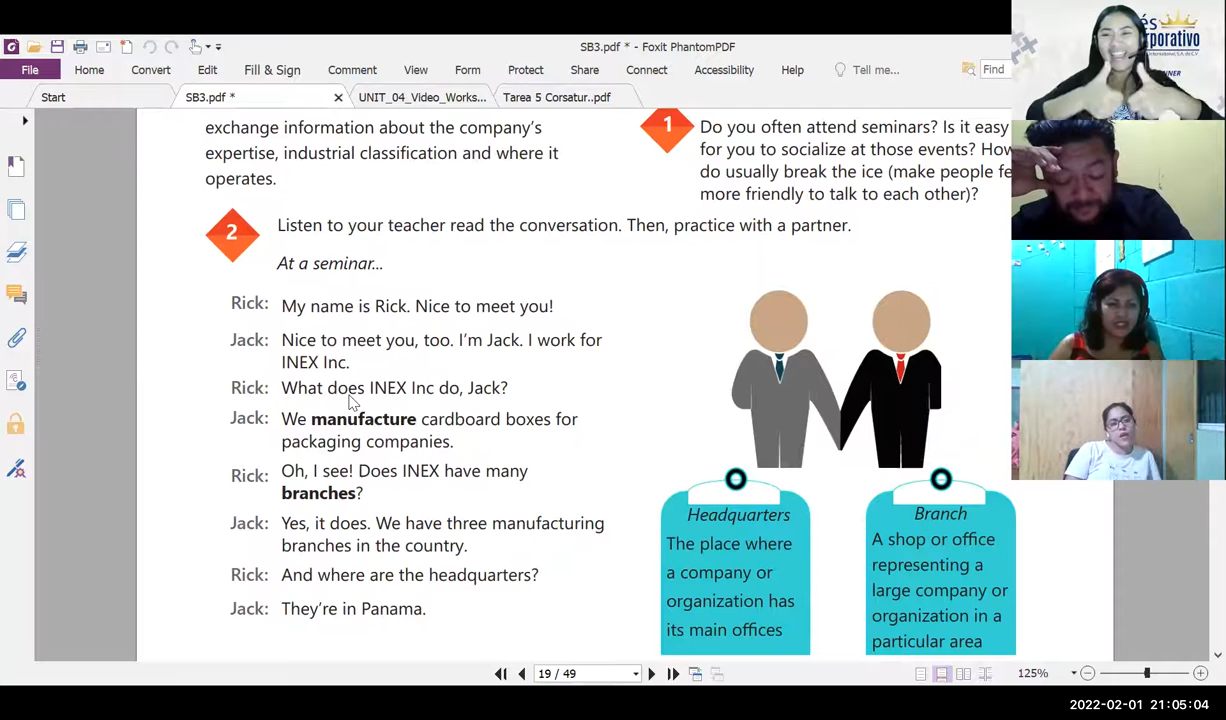 SB3.pdf * - Foxit PhantomPDF
File Home Convert Edit Fill & Sign Comment View Form Protect Share Connect Accessibility Help Tell me... Find
Start SB3.pdf * UNIT_04_Video_Works... Tarea 5 Corsatur...pdf
exchange information about the company's
expertise, industrial classification and where it
operates.
1
Do you often attend seminars? Is it easy
for you to socialize at those events? How
do usually break the ice (make people fe
more friendly to talk to each other)?
2
Listen to your teacher read the conversation. Then, practice with a partner.
At a seminar...
Rick: My name is Rick. Nice to meet you!
Jack: Nice to meet you, too. I'm Jack. I work for
INEX Inc.
Rick: What does INEX Inc do, Jack?
Jack: We manufacture cardboard boxes for
packaging companies.
Rick: Oh, I see! Does INEX have many
branches?
Jack: Yes, it does. We have three manufacturing
branches in the country.
Rick: And where are the headquarters?
Jack: They're in Panama.
Headquarters
The place where
a company or
organization has
its main offices
Branch
A shop or office
representing a
large company or
organization in a
particular area
19 / 49
125%
és
orporativo
2022-02-01 21:05:04